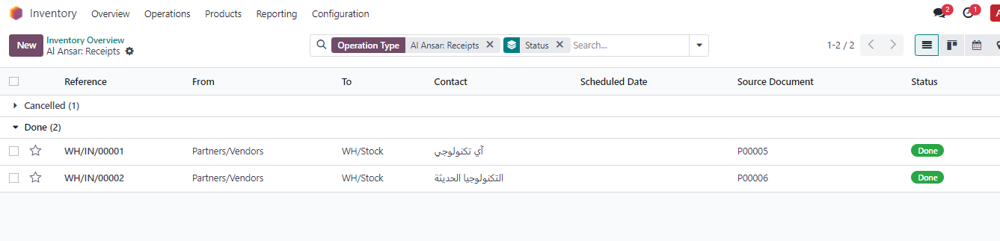 Inventory Overview Operations Products Reporting Configuration 2 1
New Inventory Overview
Al Ansar: Receipts
Operation Type Al Ansar: Receipts Status Search... 1-2 / 2
Reference From To Contact Scheduled Date Source Document Status
Cancelled (1)
Done (2)
WH/IN/00001 Partners/Vendors WH/Stock آي تكنولوجي P00005 Done
WH/IN/00002 Partners/Vendors WH/Stock التكنولوجيا الحديثة P00006 Done